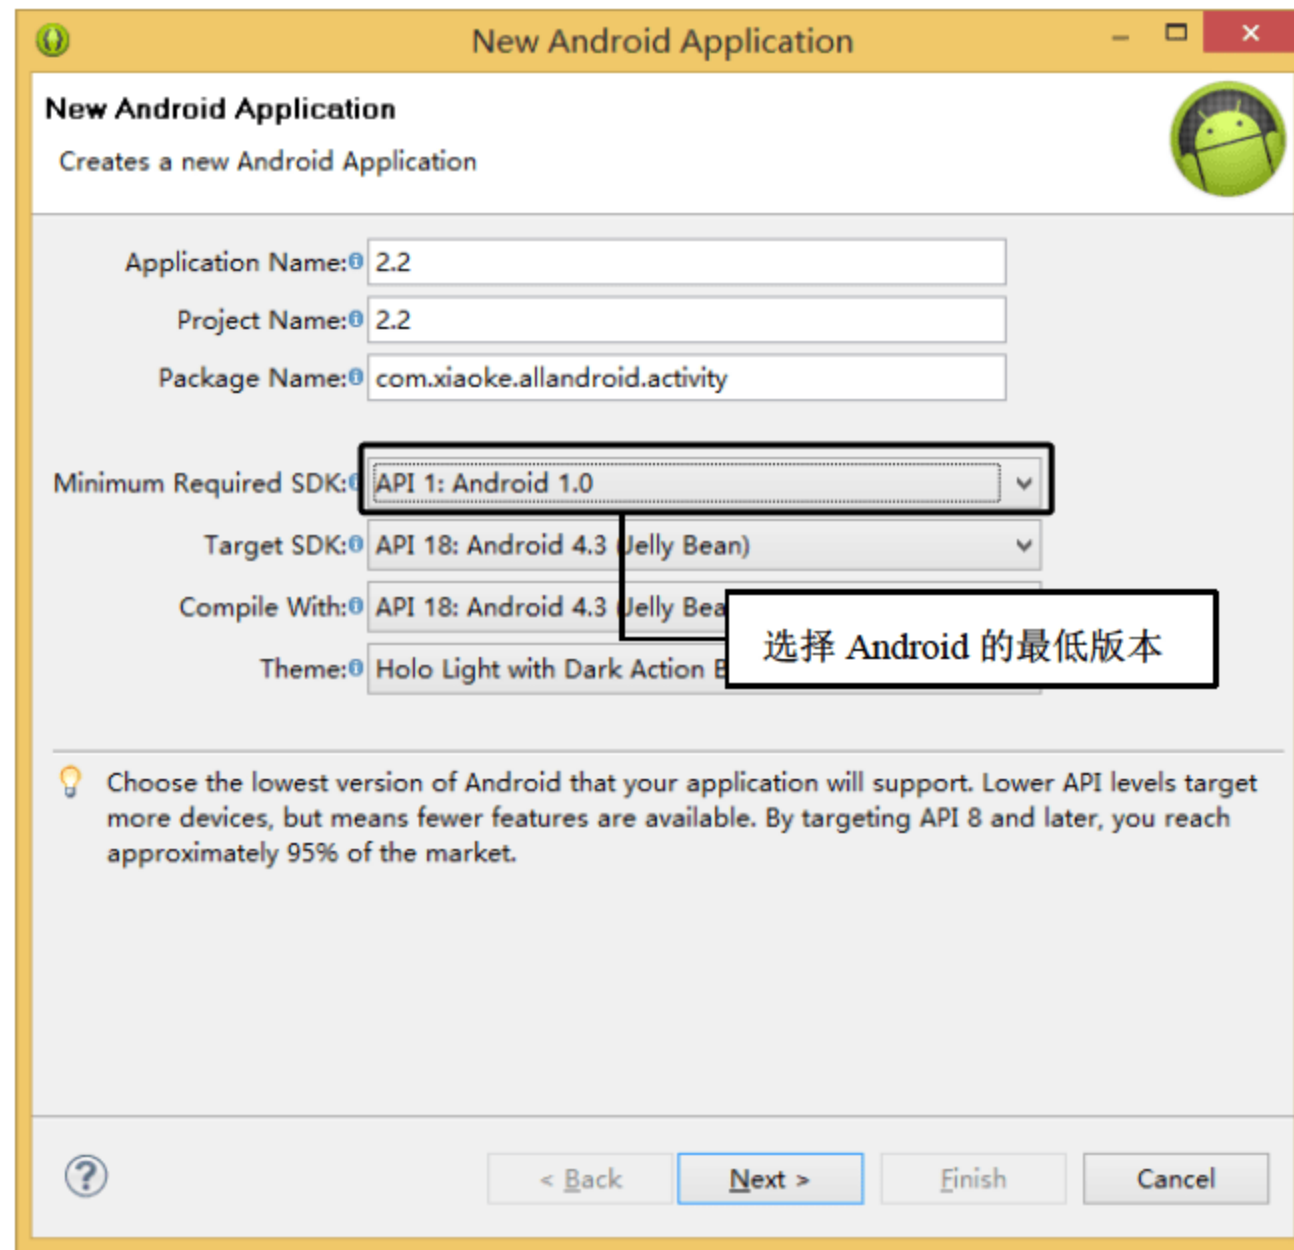 New Android Application
New Android Application
Creates a new Android Application
Application Name: 2.2
Project Name: 2.2
Package Name: com.xiaoke.allandroid.activity
Minimum Required SDK: API 1: Android 1.0
Target SDK: API 18: Android 4.3 (Jelly Bean)
Compile With: API 18: Android 4.3 (Jelly Bea
选择 Android 的最低版本
Theme: Holo Light with Dark Action B
Choose the lowest version of Android that your application will support. Lower API levels target
more devices, but means fewer features are available. By targeting API 8 and later, you reach
approximately 95% of the market.
< Back Next > Finish Cancel